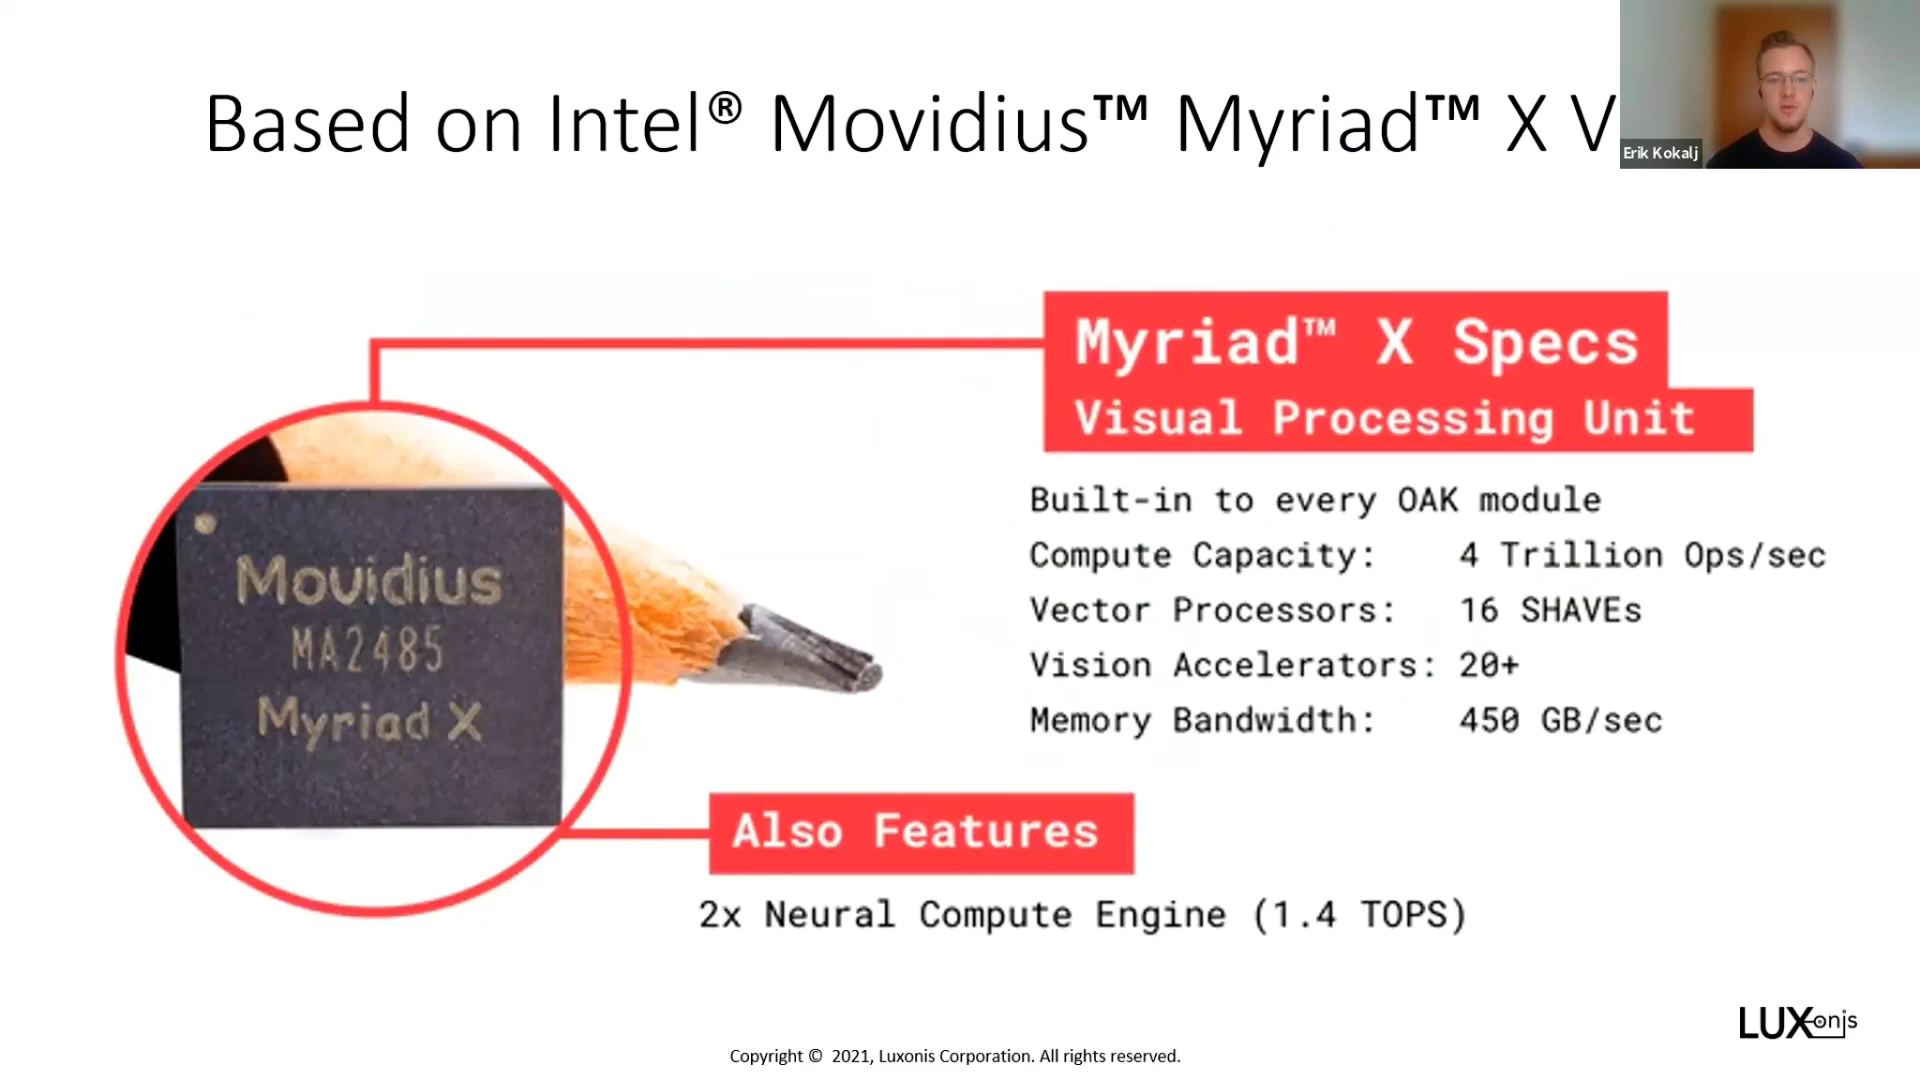 Based on Intel® Movidius™ Myriad™ X V
Erik Kokalj
Myriad™ X Specs
Visual Processing Unit
Built-in to every OAK module
Compute Capacity: 4 Trillion Ops/sec
Vector Processors: 16 SHAVEs
Vision Accelerators: 20+
Memory Bandwidth: 450 GB/sec
Movidius
MA2485
Myriad X
Also Features
2x Neural Compute Engine (1.4 TOPS)
LUXonis
Copyright © 2021, Luxonis Corporation. All rights reserved.